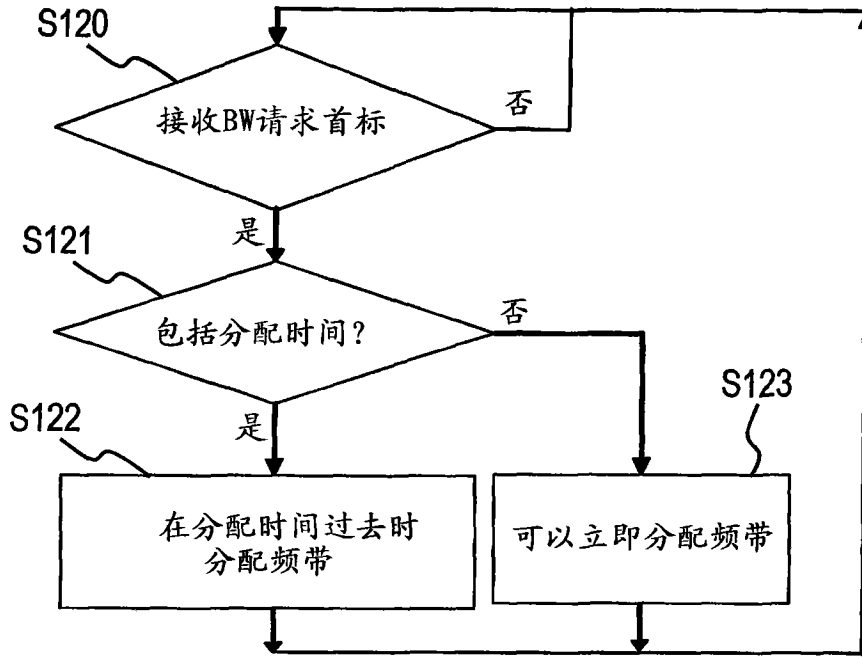 S120
接收BW请求首标
否
是
S121
包括分配时间？
否
是
S122
S123
在分配时间过去时
分配频带
可以立即分配频带